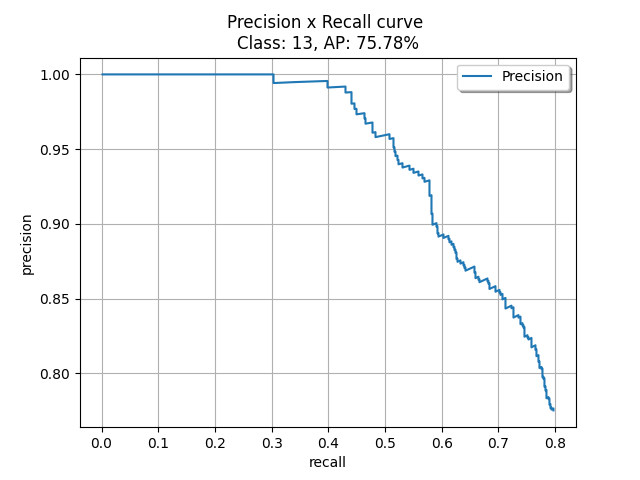 Precision x Recall curve
Class: 13, AP: 75.78%
Precision
1.00
0.95
0.90
0.85
0.80
precision
0.0 0.1 0.2 0.3 0.4 0.5 0.6 0.7 0.8
recall